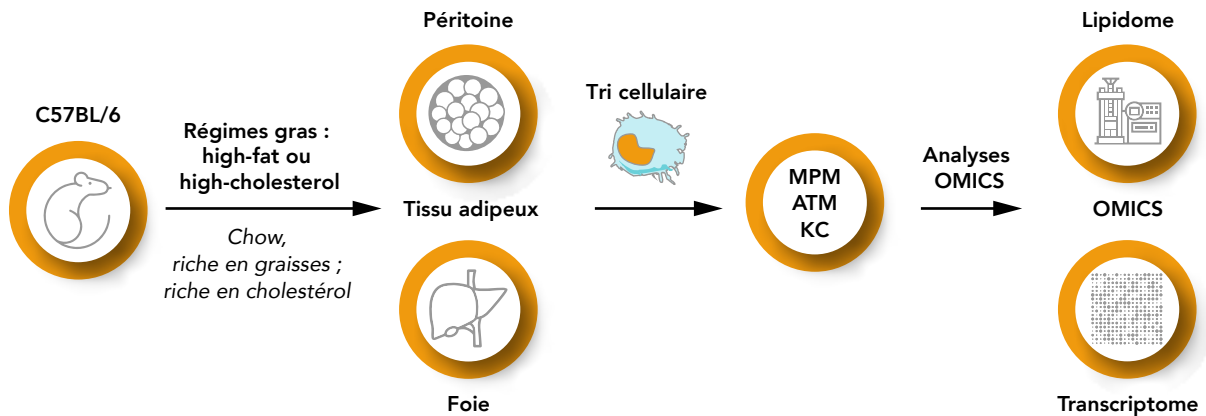 C57BL/6
Régimes gras :
high-fat ou
high-cholesterol
Chow,
riche en graisses ;
riche en cholestérol
Péritoine
Tissu adipeux
Foie
Tri cellulaire
MPM
ATM
KC
Analyses
OMICS
Lipidome
OMICS
Transcriptome